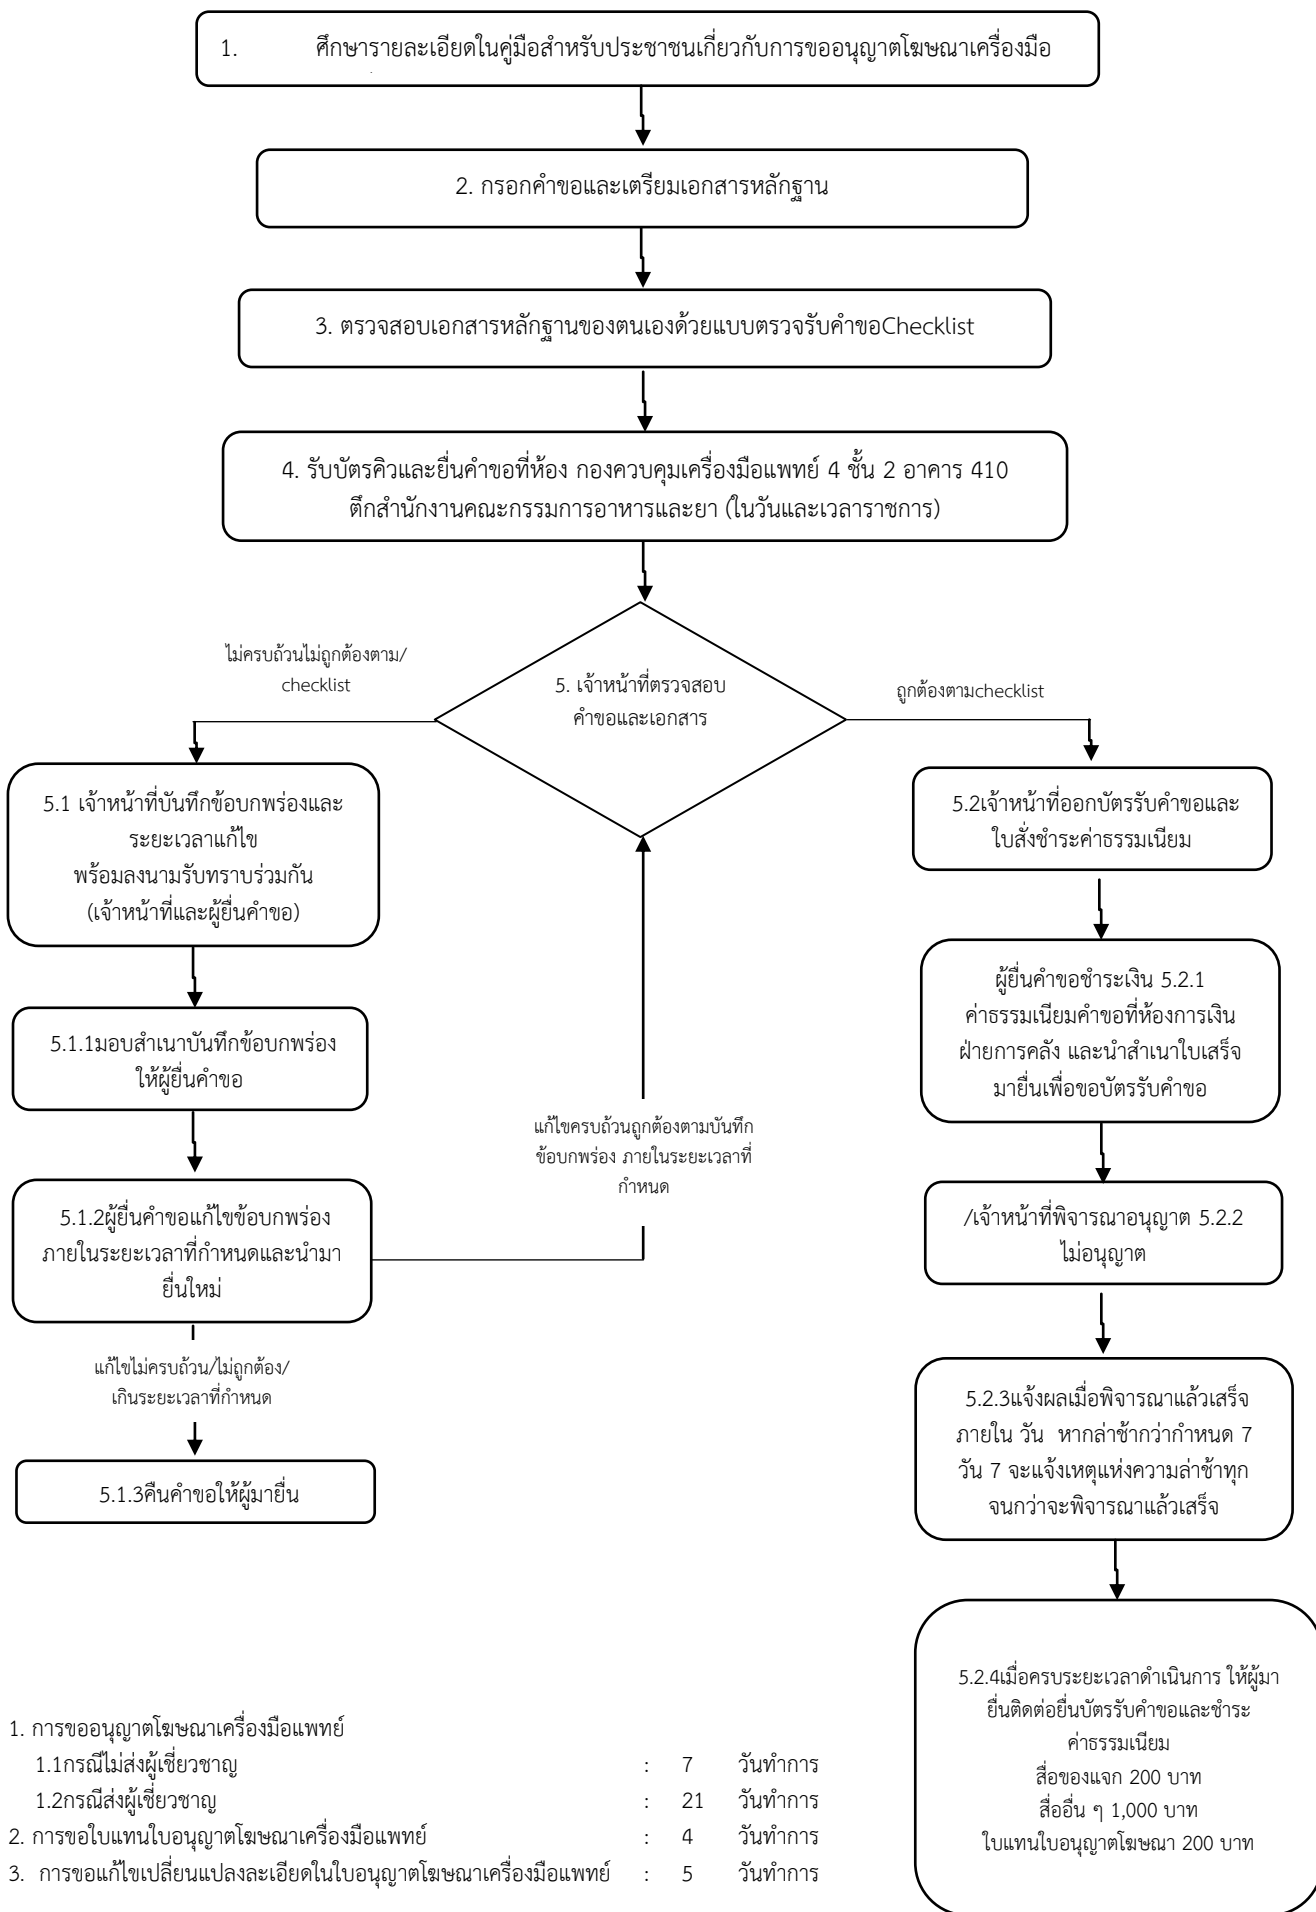 1. ศึกษารายละเอียดในคู่มือสำหรับประชาชนเกี่ยวกับการขออนุญาตโฆษณาเครื่องมือ
2. กรอกคำขอและเตรียมเอกสารหลักฐาน
3. ตรวจสอบเอกสารหลักฐานของตนเองด้วยแบบตรวจรับคำขอChecklist
4. รับบัตรคิวและยื่นคำขอที่ห้อง กองควบคุมเครื่องมือแพทย์ 4 ชั้น 2 อาคาร 410
ตึกสำนักงานคณะกรรมการอาหารและยา (ในวันและเวลาราชการ)
ไม่ครบถ้วนไม่ถูกต้องตาม/
checklist
5. เจ้าหน้าที่ตรวจสอบ
คำขอและเอกสาร
ถูกต้องตามchecklist
5.1 เจ้าหน้าที่บันทึกข้อบกพร่องและ
ระยะเวลาแก้ไข
พร้อมลงนามรับทราบร่วมกัน
(เจ้าหน้าที่และผู้ยื่นคำขอ)
5.1.1มอบสำเนาบันทึกข้อบกพร่อง
ให้ผู้ยื่นคำขอ
5.1.2ผู้ยื่นคำขอแก้ไขข้อบกพร่อง
ภายในระยะเวลาที่กำหนดและนำมา
ยื่นใหม่
แก้ไขไม่ครบถ้วน/ไม่ถูกต้อง/
เกินระยะเวลาที่กำหนด
5.1.3คืนคำขอให้ผู้มายื่น
แก้ไขครบถ้วนถูกต้องตามบันทึก
ข้อบกพร่อง ภายในระยะเวลาที่
กำหนด
5.2เจ้าหน้าที่ออกบัตรรับคำขอและ
ใบสั่งชำระค่าธรรมเนียม
ผู้ยื่นคำขอชำระเงิน 5.2.1
ค่าธรรมเนียมคำขอที่ห้องการเงิน
ฝ่ายการคลัง และนำสำเนาใบเสร็จ
มายื่นเพื่อขอบัตรรับคำขอ
/เจ้าหน้าที่พิจารณาอนุญาต 5.2.2
ไม่อนุญาต
5.2.3แจ้งผลเมื่อพิจารณาแล้วเสร็จ
ภายใน วัน หากล่าช้ากว่ากำหนด 7
วัน 7 จะแจ้งเหตุแห่งความล่าช้าทุก
จนกว่าจะพิจารณาแล้วเสร็จ
5.2.4เมื่อครบระยะเวลาดำเนินการ ให้ผู้มา
ยื่นติดต่อยื่นบัตรรับคำขอและชำระ
ค่าธรรมเนียม
สื่อของแจก 200 บาท
สื่ออื่น ๆ 1,000 บาท
ใบแทนใบอนุญาตโฆษณา 200 บาท
1. การขออนุญาตโฆษณาเครื่องมือแพทย์
1.1กรณีไม่ส่งผู้เชี่ยวชาญ : 7 วันทำการ
1.2กรณีส่งผู้เชี่ยวชาญ : 21 วันทำการ
2. การขอใบแทนใบอนุญาตโฆษณาเครื่องมือแพทย์ : 4 วันทำการ
3. การขอแก้ไขเปลี่ยนแปลงละเอียดในใบอนุญาตโฆษณาเครื่องมือแพทย์ : 5 วันทำการ